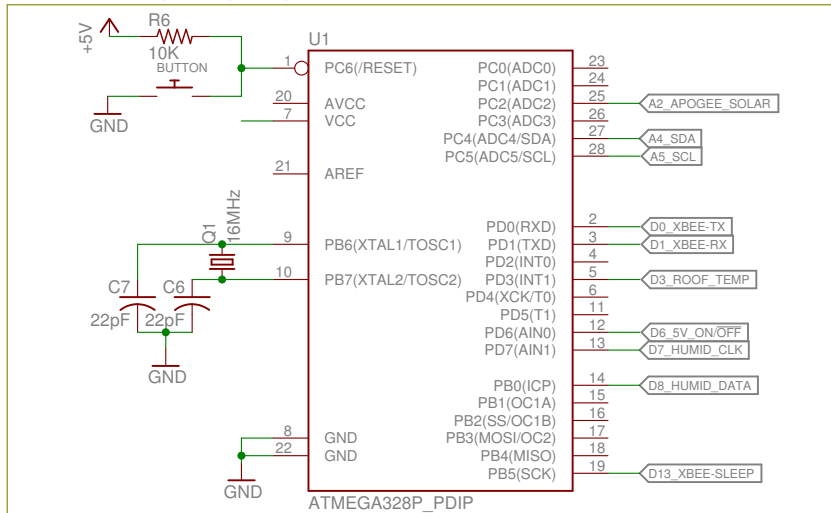 +5V
R6
10K
BUTTON
GND
U1
1
PC6(/RESET)
20
AVCC
7
VCC
21
AREF
Q1
16MHz
9
PB6(XTAL1/TOSC1)
10
PB7(XTAL2/TOSC2)
C7
22pF
C6
22pF
GND
8
GND
22
GND
GND
PC0(ADC0)
23
PC1(ADC1)
24
PC2(ADC2)
25
A2_APOGEE_SOLAR
PC3(ADC3)
26
PC4(ADC4/SDA)
27
A4_SDA
PC5(ADC5/SCL)
28
A5_SCL
PD0(RXD)
2
D0_XBEE-TX
PD1(TXD)
3
D1_XBEE-RX
PD2(INT0)
4
PD3(INT1)
5
D3_ROOF_TEMP
PD4(XCK/T0)
6
PD5(T1)
11
PD6(AIN0)
12
D6_5V_ON/OFF
PD7(AIN1)
13
D7_HUMID_CLK
PB0(ICP)
14
D8_HUMID_DATA
PB1(OC1A)
15
PB2(SS/OC1B)
16
PB3(MOSI/OC2)
17
PB4(MISO)
18
PB5(SCK)
19
D13_XBEE-SLEEP
ATMEGA328P_PDIP